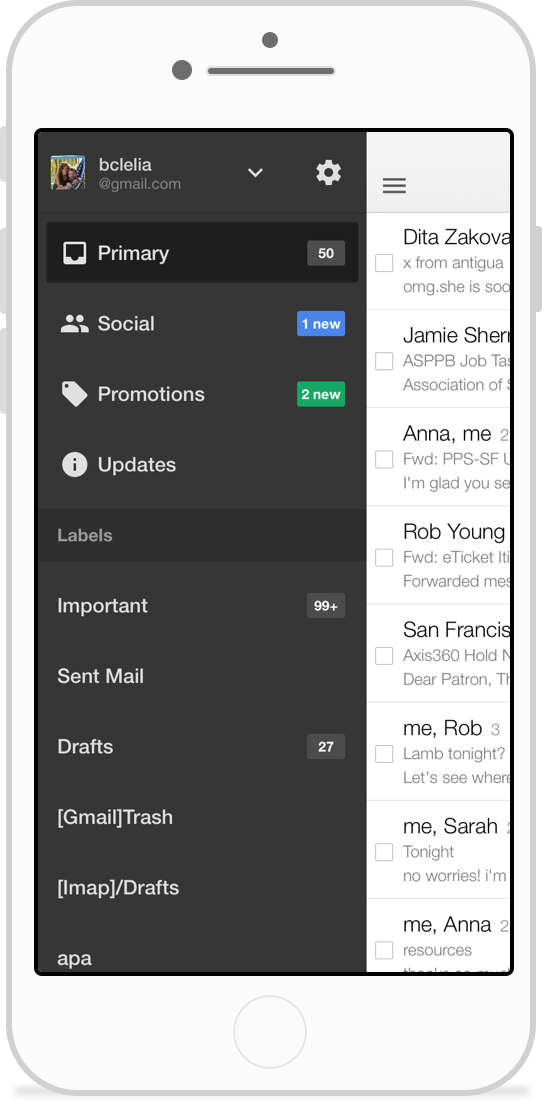 bclelia
@gmail.com
Primary
50
Social
1 new
Promotions
2 new
Updates
Labels
Important
99+
Sent Mail
Drafts
27
[Gmail]Trash
[Imap]/Drafts
apa
Dita Zakova
x from antigua
omg.she is soo
Jamie Sherr
ASPPB Job Tas
Association of S
Anna, me 2
Fwd: PPS-SF U
I'm glad you se
Rob Young
Fwd: eTicket Iti
Forwarded mes
San Francis
Axis360 Hold N
Dear Patron, Th
me, Rob 3
Lamb tonight?
Let's see where
me, Sarah 2
Tonight
no worries! i'm
me, Anna 2
resources